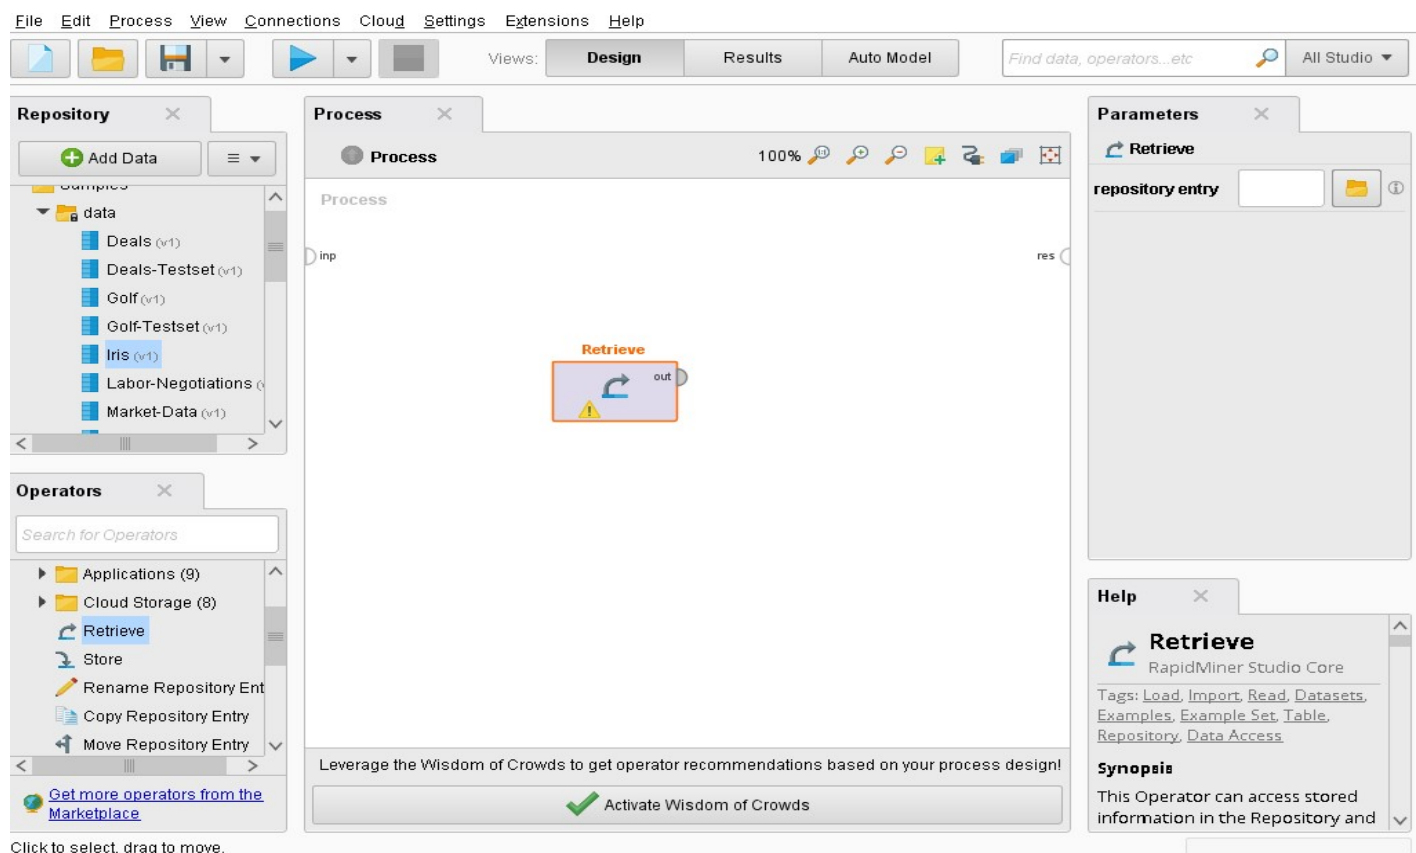 File Edit Process View Connections Cloud Settings Extensions Help
Views: Design Results Auto Model Find data, operators...etc All Studio
Repository
Add Data
Samples
data
Deals (v1)
Deals-Testset (v1)
Golf (v1)
Golf-Testset (v1)
Iris (v1)
Labor-Negotiations (v
Market-Data (v1)
Operators
Search for Operators
Applications (9)
Cloud Storage (8)
Retrieve
Store
Rename Repository Ent
Copy Repository Entry
Move Repository Entry
Get more operators from the
Marketplace
Process
Process
100%
Process
inp
res
Retrieve
out
Leverage the Wisdom of Crowds to get operator recommendations based on your process design!
Activate Wisdom of Crowds
Parameters
Retrieve
repository entry
Help
Retrieve
RapidMiner Studio Core
Tags: Load, Import, Read, Datasets,
Examples, Example Set, Table,
Repository, Data Access
Synopsis
This Operator can access stored
information in the Repository and
Click to select, drag to move.